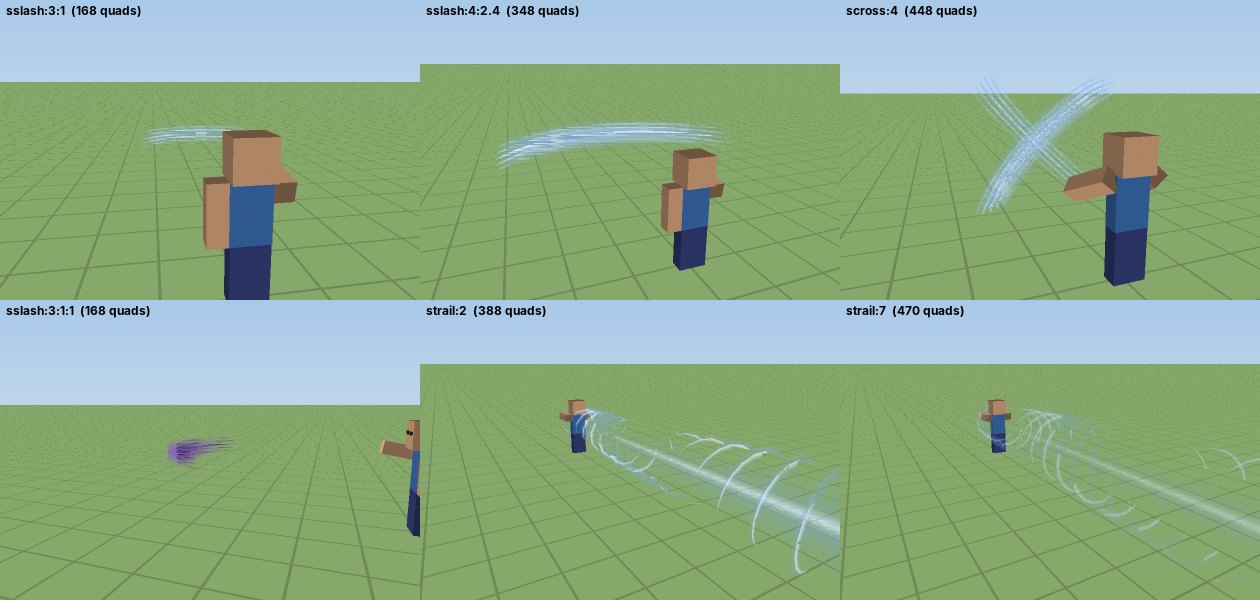 sslash:3:1 (168 quads)
sslash:4:2.4 (348 quads)
scross:4 (448 quads)
sslash:3:1:1 (168 quads)
strail:2 (388 quads)
strail:7 (470 quads)